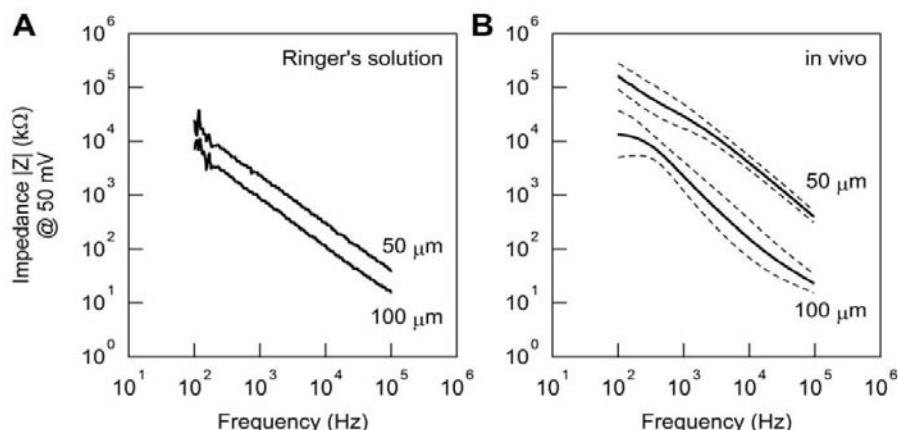 A
Ringer's solution
Impedance |Z| (kΩ)
@ 50 mV
10⁶
10⁵
10⁴
10³
10²
10¹
10⁰
50 µm
100 µm
10¹ 10² 10³ 10⁴ 10⁵ 10⁶
Frequency (Hz)
B
in vivo
10⁶
10⁵
10⁴
10³
10²
10¹
10⁰
50 µm
100 µm
10¹ 10² 10³ 10⁴ 10⁵ 10⁶
Frequency (Hz)